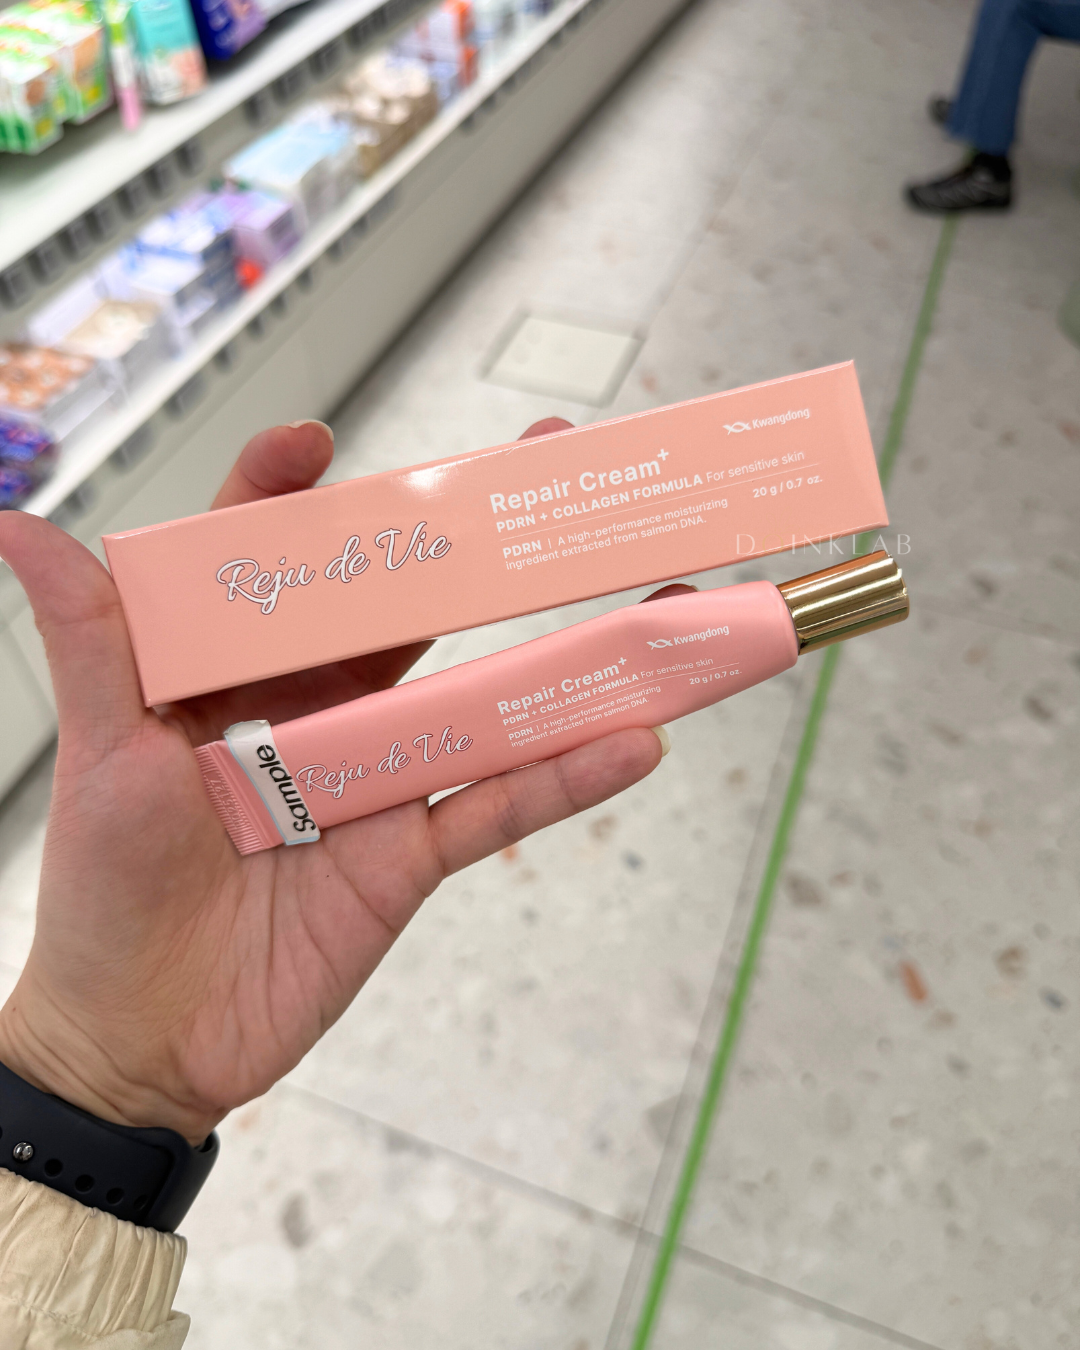 Kwangdong
Repair Cream+
PDRN + COLLAGEN FORMULA For sensitive skin
20 g / 0.7 oz.
PDRN | A high-performance moisturizing
ingredient extracted from salmon DNA.
Reju de Vie
INKLAB
Kwangdong
Repair Cream+
PDRN + COLLAGEN FORMULA For sensitive skin
20 g / 0.7 oz.
PDRN | A high-performance moisturizing
ingredient extracted from salmon DNA.
Reju de Vie
Sample